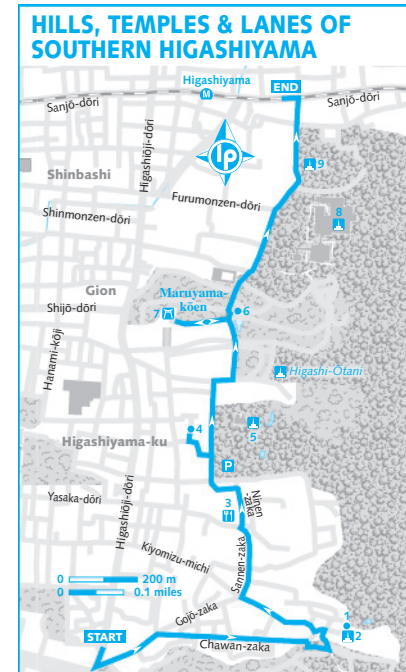 HILLS, TEMPLES & LANES OF
SOUTHERN HIGASHIYAMA
Higashiyama
M
END
Sanjō-dōri
Sanjō-dōri
Higashiōji-dōri
lp
9
Shinbashi
Furumonzen-dōri
8
Shinmonzen-dōri
Gion
Maruyama-
kōen
6
7
Shijō-dōri
Hanami-kōji
Higashi-Ōtani
4
5
Higashiyama-ku
P
Yasaka-dōri
Higashiōji-dōri
3
Ninen-
zaka
Kiyomizu-michi
Sannen-zaka
0 200 m
0 0.1 miles
Gojō-zaka
1
2
START
Chawan-zaka